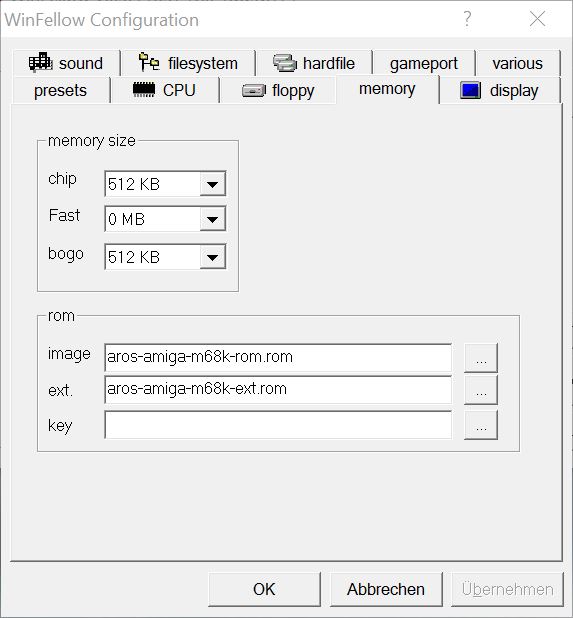 WinFellow Configuration
sound filesystem hardfile gameport various
presets CPU floppy memory display
memory size
chip 512 KB
Fast 0 MB
bogo 512 KB
rom
image aros-amiga-m68k-rom.rom ...
ext. aros-amiga-m68k-ext.rom ...
key ...
OK Abbrechen Übernehmen